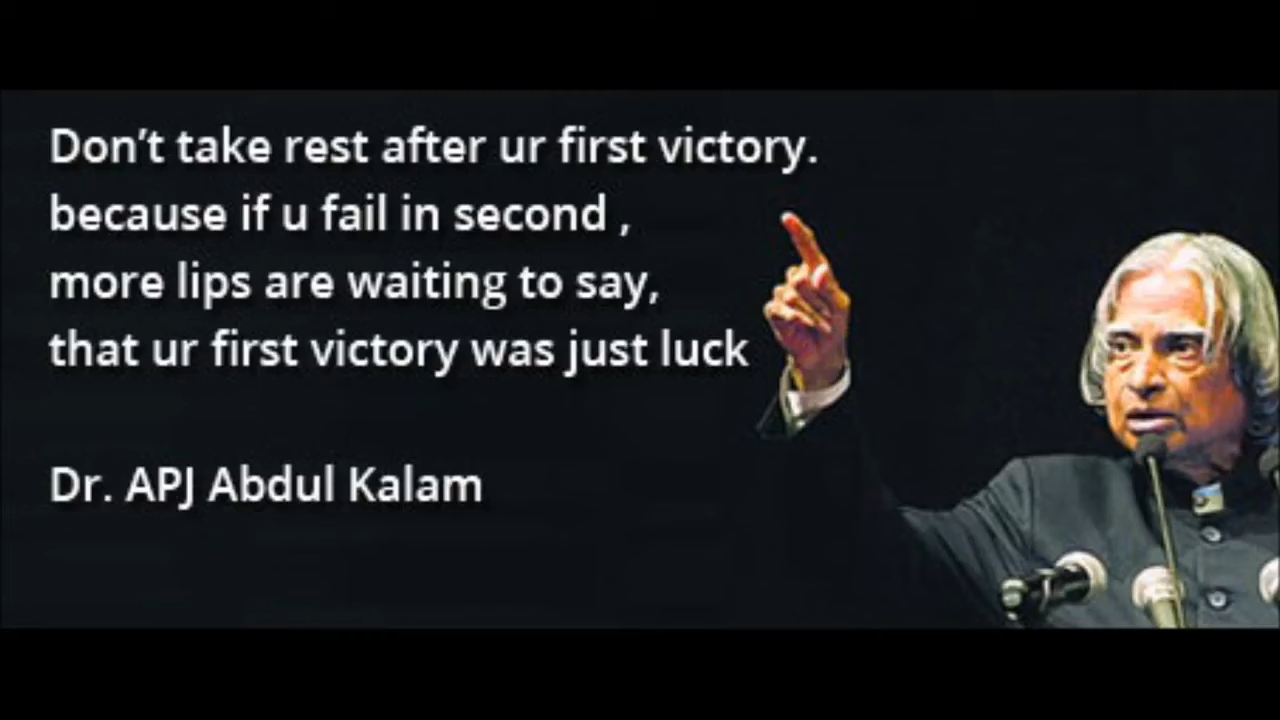 Don't take rest after ur first victory.
because if u fail in second ,
more lips are waiting to say,
that ur first victory was just luck
Dr. APJ Abdul Kalam